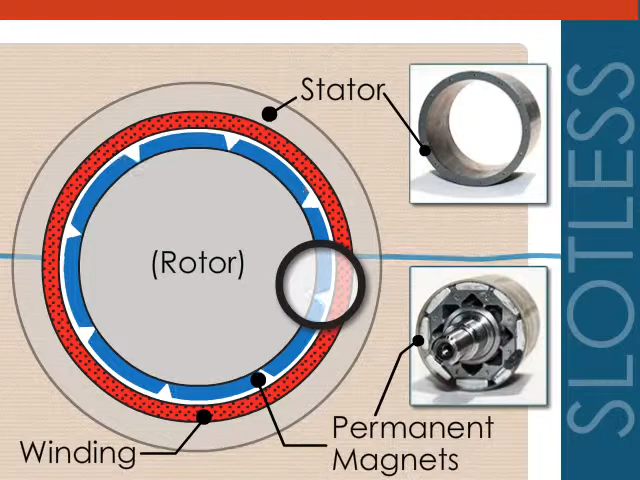 Stator
(Rotor)
Winding
Permanent
Magnets
SLOTLESS